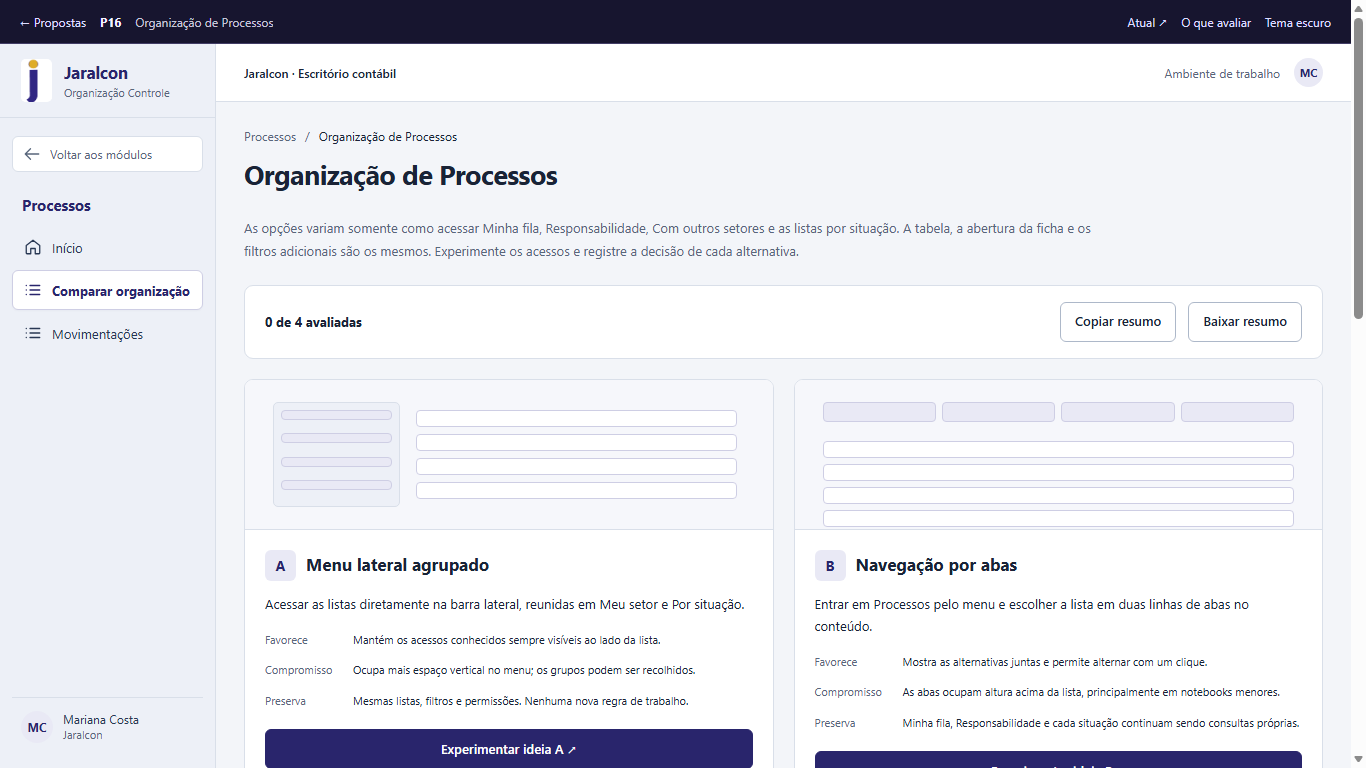 ← Propostas P16 Organização de Processos Atual ↗ O que avaliar Tema escuro
Jaralcon
Organização Controle
Jaralcon · Escritório contábil
Ambiente de trabalho MC
← Voltar aos módulos
Processos
Início
Comparar organização
Movimentações
MC
Mariana Costa
Jaralcon
Processos / Organização de Processos
Organização de Processos
As opções variam somente como acessar Minha fila, Responsabilidade, Com outros setores e as listas por situação. A tabela, a abertura da ficha e os
filtros adicionais são os mesmos. Experimente os acessos e registre a decisão de cada alternativa.
0 de 4 avaliadas
Copiar resumo
Baixar resumo
A Menu lateral agrupado
Acessar as listas diretamente na barra lateral, reunidas em Meu setor e Por situação.
Favorece Mantém os acessos conhecidos sempre visíveis ao lado da lista.
Compromisso Ocupa mais espaço vertical no menu; os grupos podem ser recolhidos.
Preserva Mesmas listas, filtros e permissões. Nenhuma nova regra de trabalho.
Experimentar ideia A ↗
B Navegação por abas
Entrar em Processos pelo menu e escolher a lista em duas linhas de abas no
conteúdo.
Favorece Mostra as alternativas juntas e permite alternar com um clique.
Compromisso As abas ocupam altura acima da lista, principalmente em notebooks menores.
Preserva Minha fila, Responsabilidade e cada situação continuam sendo consultas próprias.